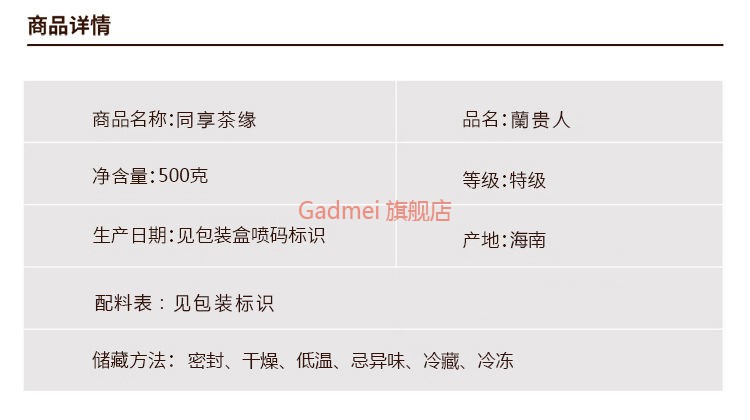 商品详情
商品名称:同享茶缘 品名:蘭贵人
净含量:500克 等级:特级
Gadmei 旗舰店
生产日期:见包装盒喷码标识 产地:海南
配料表：见包装标识
储藏方法： 密封、干燥、低温、忌异味、冷藏、冷冻